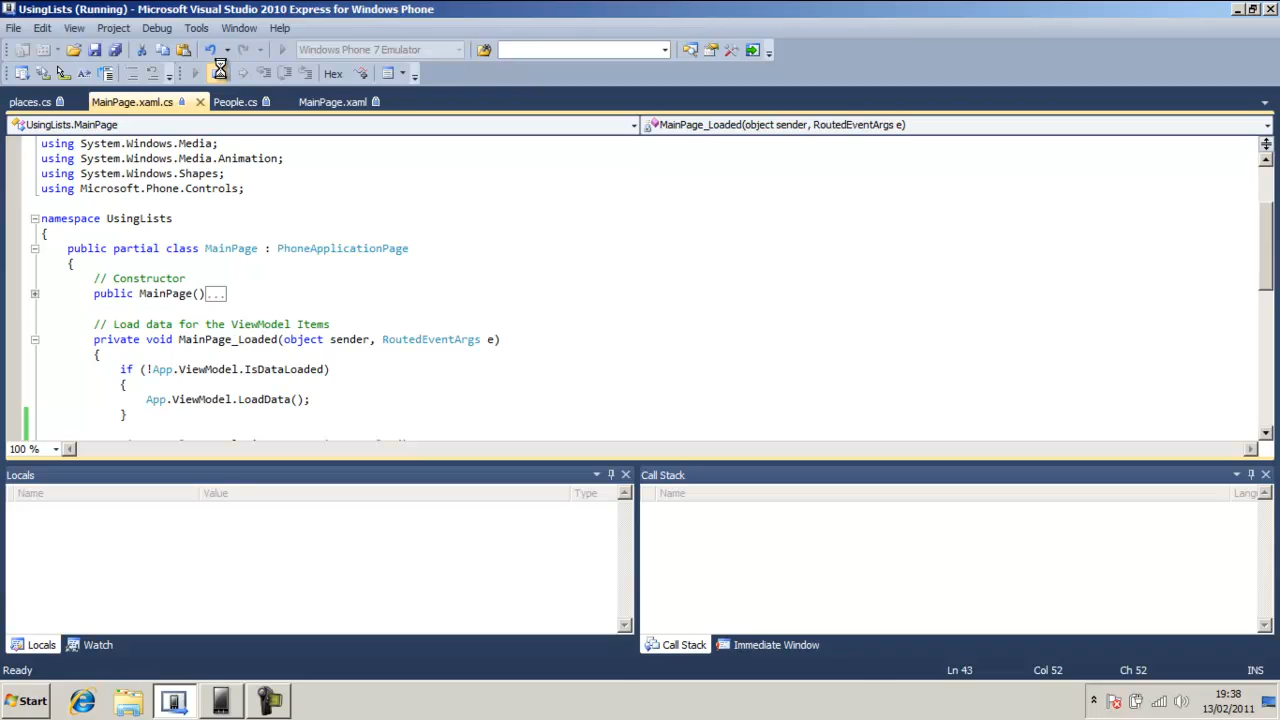 UsingLists (Running) - Microsoft Visual Studio 2010 Express for Windows Phone
File Edit View Project Debug Tools Window Help
Windows Phone 7 Emulator
Hex
places.cs MainPage.xaml.cs People.cs MainPage.xaml
UsingLists.MainPage MainPage_Loaded(object sender, RoutedEventArgs e)
using System.Windows.Media;
using System.Windows.Media.Animation;
using System.Windows.Shapes;
using Microsoft.Phone.Controls;
namespace UsingLists
{
public partial class MainPage : PhoneApplicationPage
{
// Constructor
public MainPage()...
// Load data for the ViewModel Items
private void MainPage_Loaded(object sender, RoutedEventArgs e)
{
if (!App.ViewModel.IsDataLoaded)
{
App.ViewModel.LoadData();
}
100 %
Locals Call Stack
Name Value Type Name Lang
Locals Watch Call Stack Immediate Window
Ready Ln 43 Col 52 Ch 52 INS
Start 19:38
13/02/2011